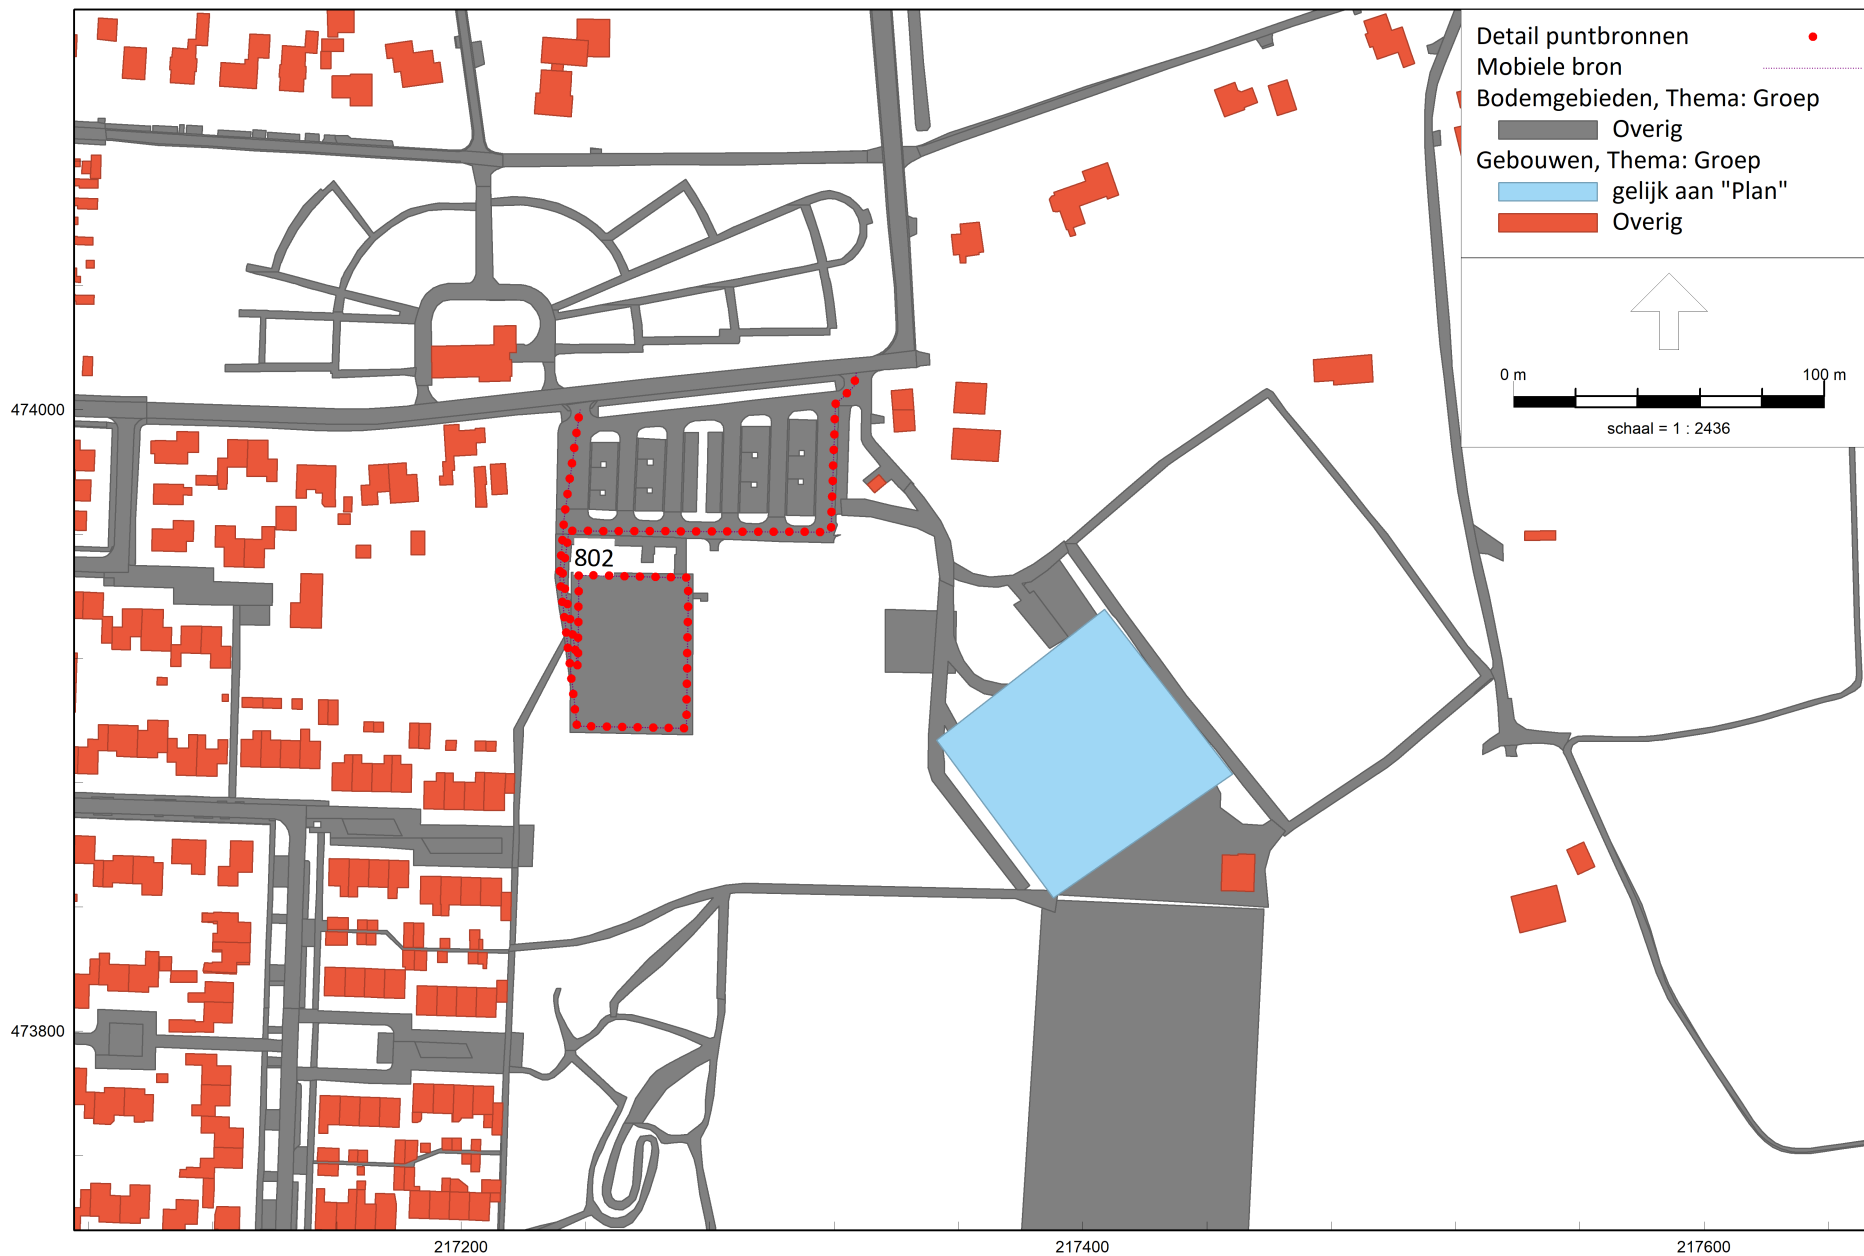 Detail puntbronnen
Mobiele bron
Bodemgebieden, Thema: Groep
Overig
Gebouwen, Thema: Groep
gelijk aan "Plan"
Overig
0 m 100 m
schaal = 1 : 2436
474000
802
473800
217200 217400 217600